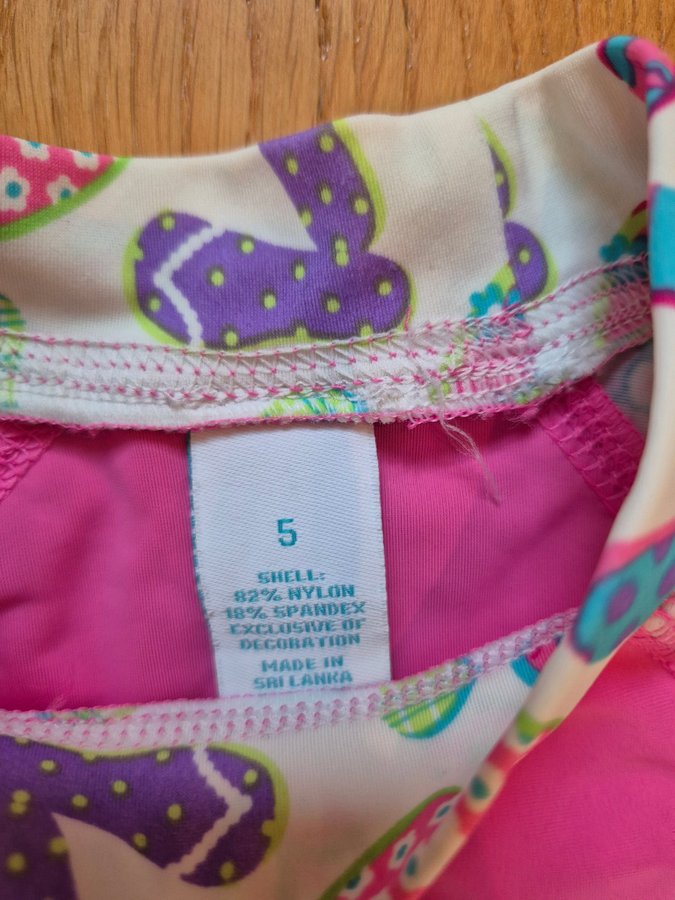 5
SHELL:
82% NYLON
18% SPANDEX
EXCLUSIVE OF
DECORATION
MADE IN
SRI LANKA